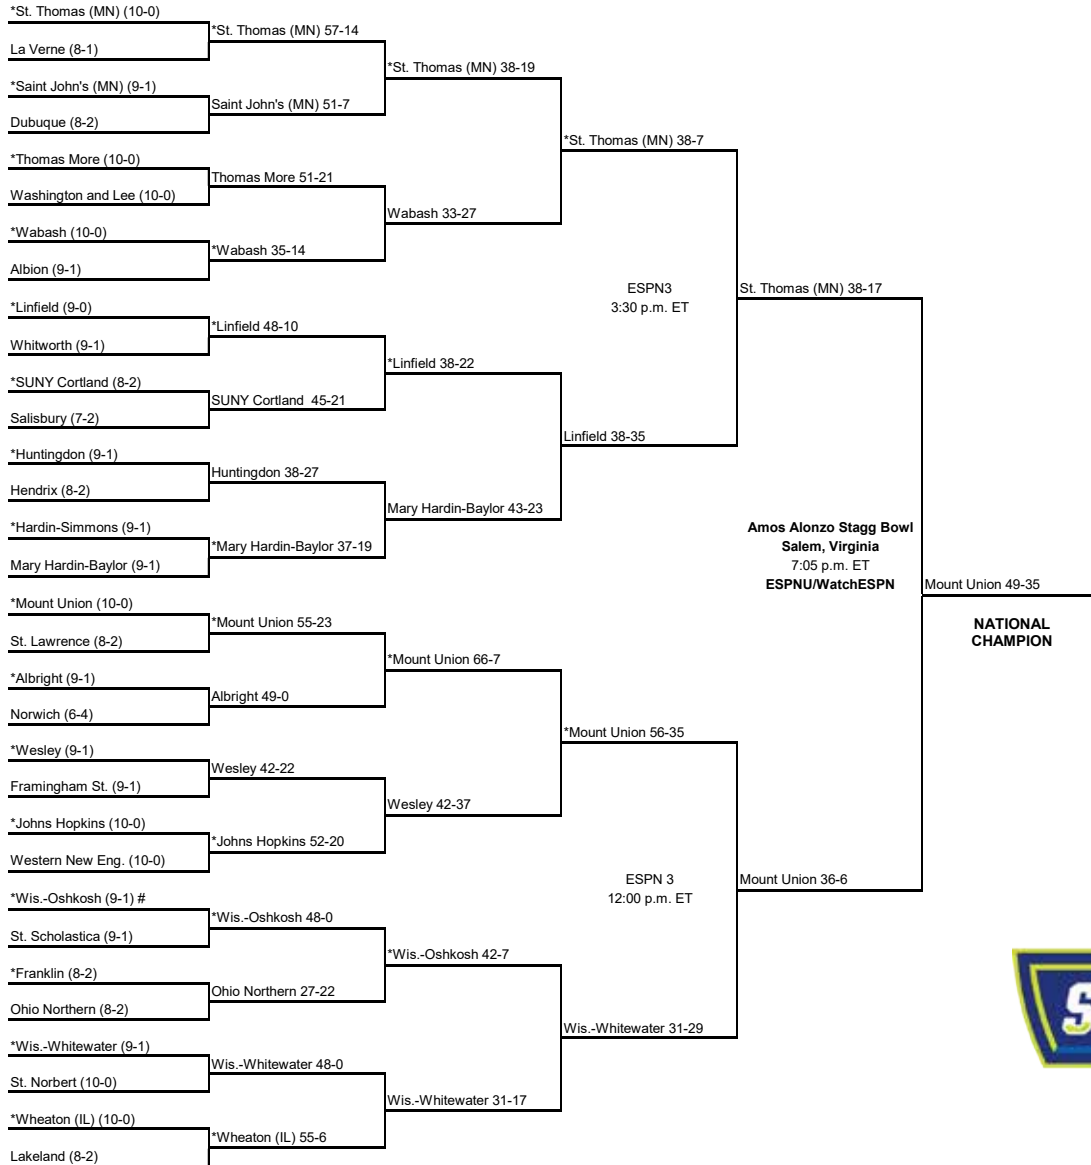 *St. Thomas (MN) (10-0)
La Verne (8-1)
*Saint John's (MN) (9-1)
Dubuque (8-2)
*Thomas More (10-0)
Washington and Lee (10-0)
*Wabash (10-0)
Albion (9-1)
*Linfield (9-0)
Whitworth (9-1)
*SUNY Cortland (8-2)
Salisbury (7-2)
*Huntingdon (9-1)
Hendrix (8-2)
*Hardin-Simmons (9-1)
Mary Hardin-Baylor (9-1)
*Mount Union (10-0)
St. Lawrence (8-2)
*Albright (9-1)
Norwich (6-4)
*Wesley (9-1)
Framingham St. (9-1)
*Johns Hopkins (10-0)
Western New Eng. (10-0)
*Wis.-Oshkosh (9-1) #
St. Scholastica (9-1)
*Franklin (8-2)
Ohio Northern (8-2)
*Wis.-Whitewater (9-1)
St. Norbert (10-0)
*Wheaton (IL) (10-0)
Lakeland (8-2)
*St. Thomas (MN) 57-14
Saint John's (MN) 51-7
Thomas More 51-21
*Wabash 35-14
*Linfield 48-10
SUNY Cortland 45-21
Huntingdon 38-27
*Mary Hardin-Baylor 37-19
*Mount Union 55-23
Albright 49-0
Wesley 42-22
*Johns Hopkins 52-20
*Wis.-Oshkosh 48-0
Ohio Northern 27-22
Wis.-Whitewater 48-0
*Wheaton (IL) 55-6
*St. Thomas (MN) 38-19
Wabash 33-27
*Linfield 38-22
Mary Hardin-Baylor 43-23
*Mount Union 66-7
Wesley 42-37
*Wis.-Oshkosh 42-7
Wis.-Whitewater 31-17
*St. Thomas (MN) 38-7
ESPN3
3:30 p.m. ET
Linfield 38-35
*Mount Union 56-35
ESPN 3
12:00 p.m. ET
Wis.-Whitewater 31-29
St. Thomas (MN) 38-17
Amos Alonzo Stagg Bowl
Salem, Virginia
7:05 p.m. ET
ESPNU/WatchESPN
Mount Union 36-6
Mount Union 49-35
NATIONAL
CHAMPION